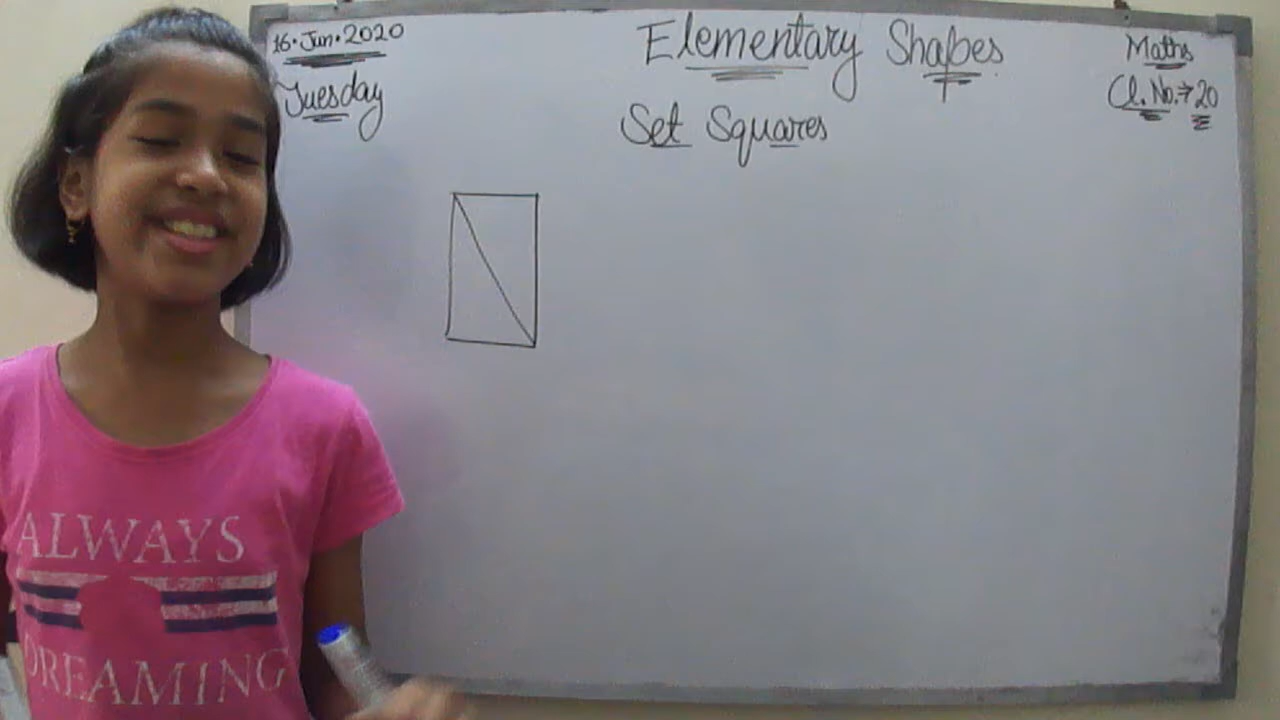 16.Jun.2020
Tuesday
Elementary Shapes
Set Squares
Maths
Cl. No.→20
ALWAYS
DREAMING